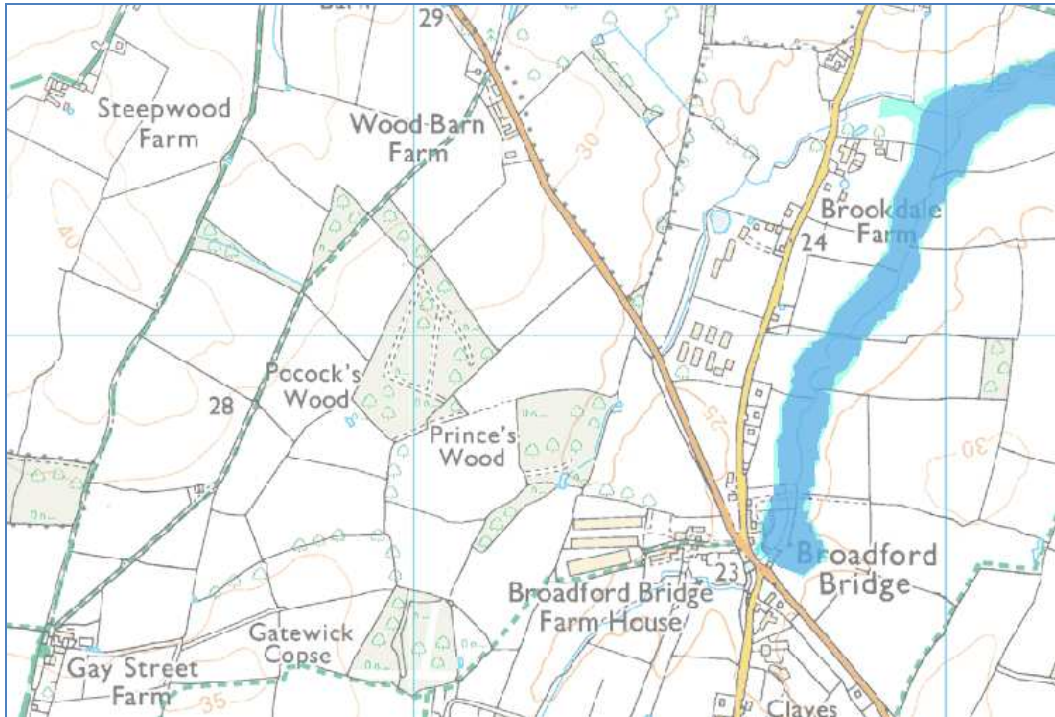 29
Steepwood
Farm
Wood Barn
Farm
30
40
Brookdale
Farm
24
Pocock's
Wood
28
25
Prince's
Wood
30
Broadford
Bridge
23
Broadford Bridge
Farm House
Gatewick
Copse
Gay Street
Farm
35
Claves